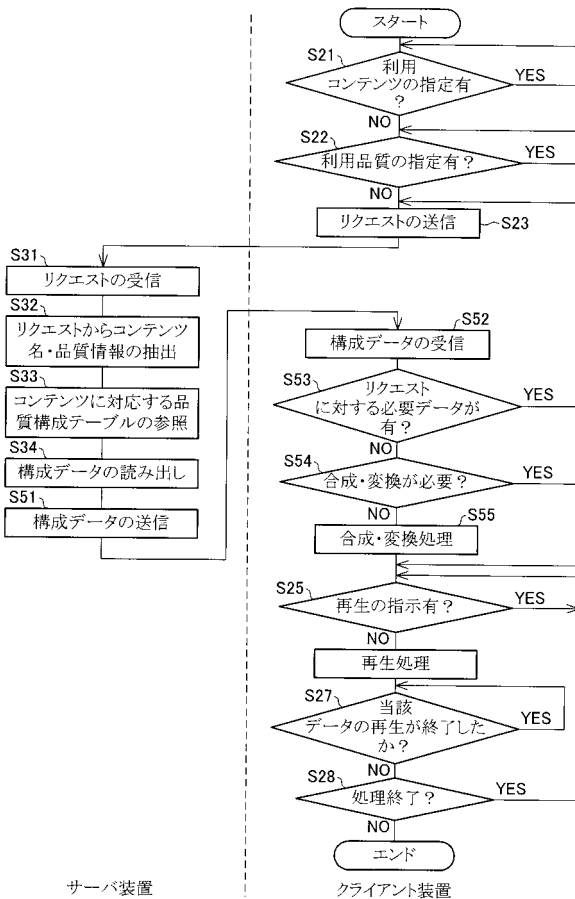 スタート
S21
利用
コンテンツの指定有
?
YES
NO
S22
利用品質の指定有?
YES
NO
リクエストの送信
S23
S31
リクエストの受信
S32
リクエストからコンテンツ
名・品質情報の抽出
S33
コンテンツに対応する品
質構成テーブルの参照
S34
構成データの読み出し
S51
構成データの送信
S52
構成データの受信
S53
リクエスト
に対する必要データが
有?
YES
NO
S54
合成・変換が必要?
YES
NO
S55
合成・変換処理
S25
再生の指示有?
YES
NO
再生処理
S27
当該
データの再生が終了した
か?
YES
NO
S28
処理終了?
YES
NO
エンド
サーバ装置
クライアント装置